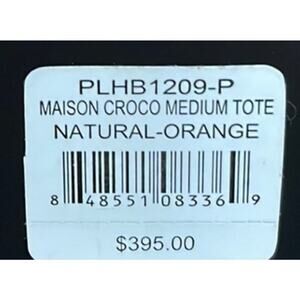 PLHB1209-P
MAISON CROCO MEDIUM TOTE
NATURAL-ORANGE
8 48551 08336 9
$395.00